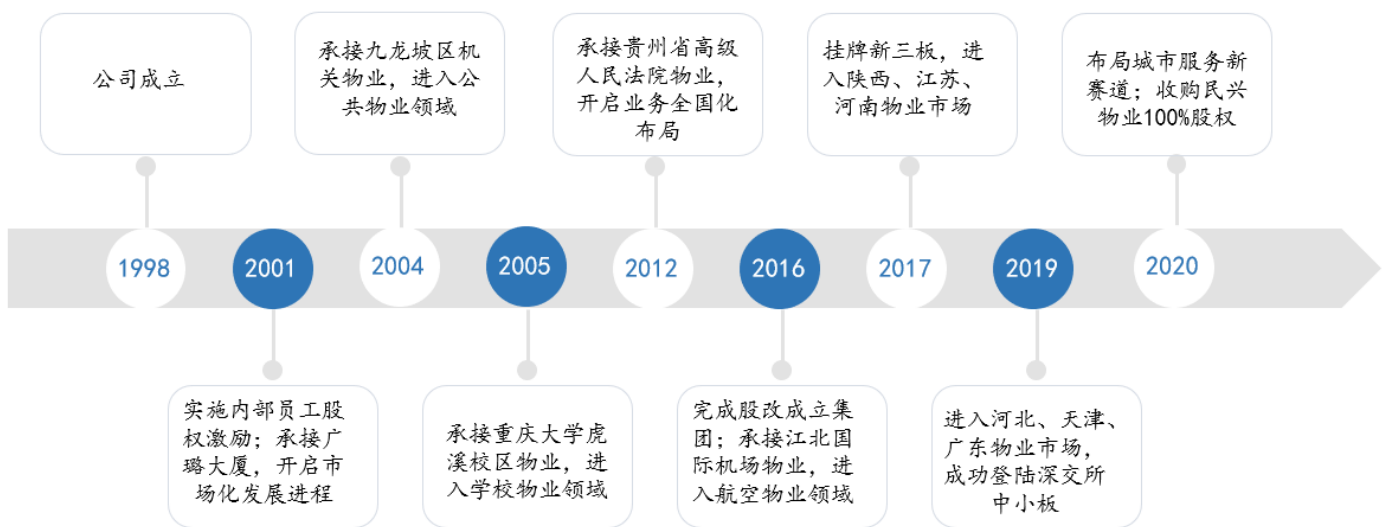 公司成立
承接九龙坡区机
关物业，进入公
共物业领域
承接贵州省高级
人民法院物业，
开启业务全国化
布局
挂牌新三板，进
入陕西、江苏、
河南物业市场
布局城市服务新
赛道；收购民兴
物业100%股权
1998
2001
2004
2005
2012
2016
2017
2019
2020
实施内部员工股
权激励；承接广
璐大厦，开启市
场化发展进程
承接重庆大学虎
溪校区物业，进
入学校物业领域
完成股改成立集
团；承接江北国
际机场物业，进
入航空物业领域
进入河北、天津、
广东物业市场，
成功登陆深交所
中小板